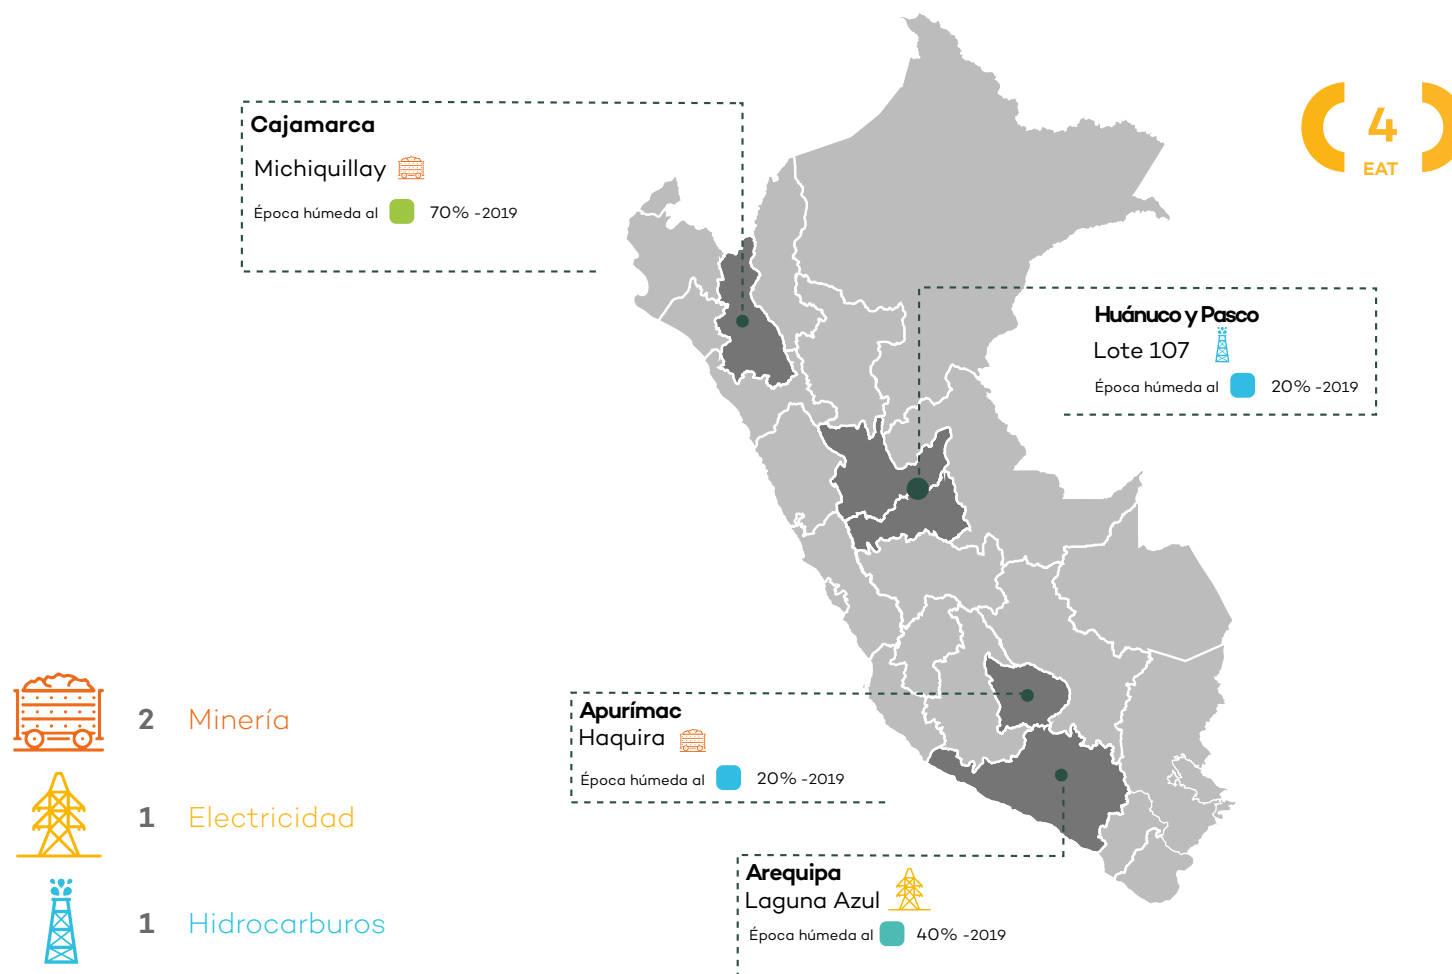 Cajamarca
Michiquillay
Época húmeda al 70% -2019
4
EAT
Huánuco y Pasco
Lote 107
Época húmeda al 20% -2019
Apurímac
Haquira
Época húmeda al 20% -2019
Arequipa
Laguna Azul
Época húmeda al 40% -2019
2 Minería
1 Electricidad
1 Hidrocarburos